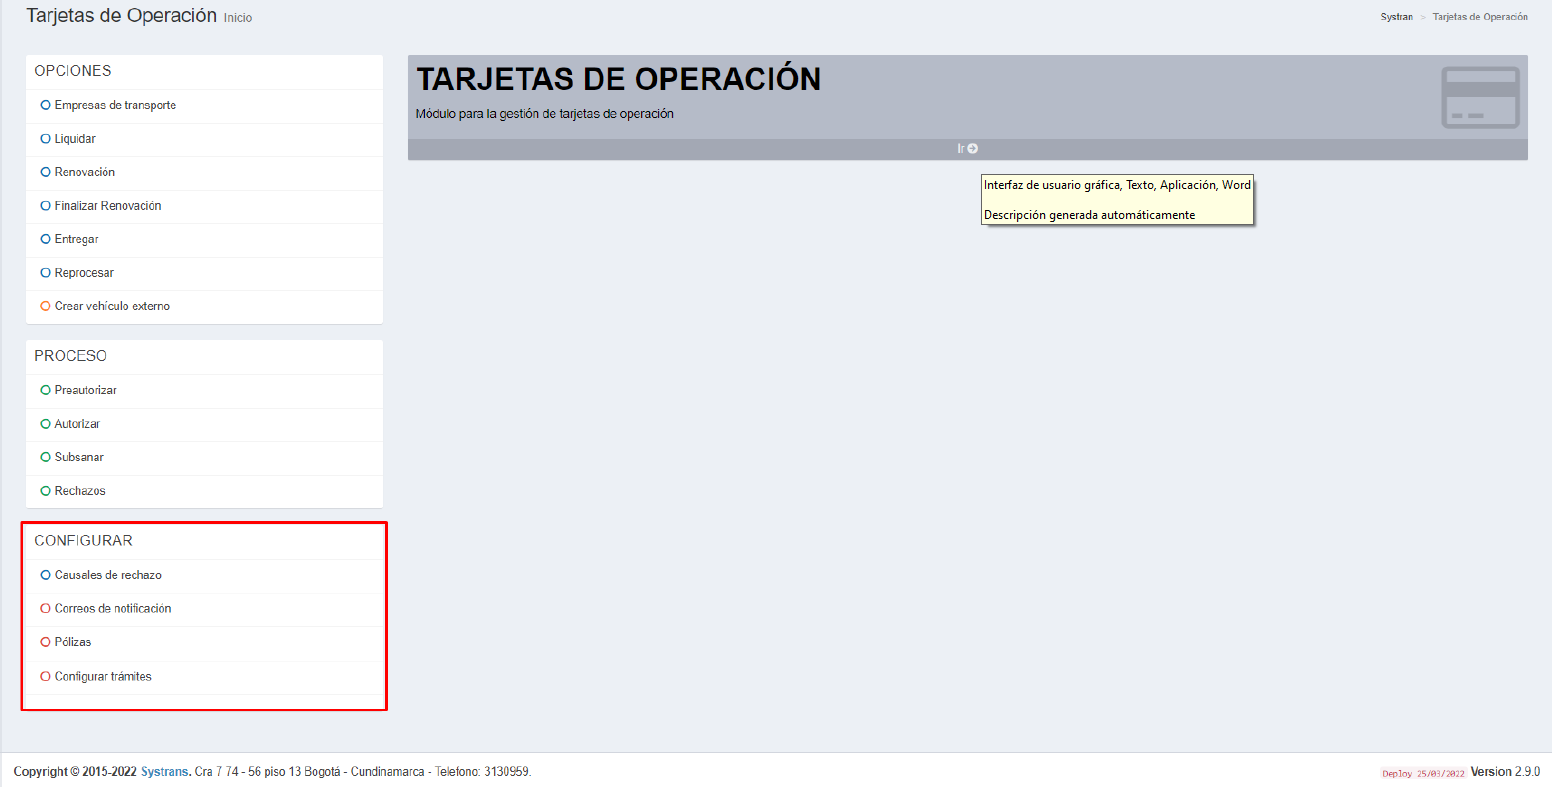 Tarjetas de Operación Inicio
Systran > Tarjetas de Operación
OPCIONES
Empresas de transporte
Liquidar
Renovación
Finalizar Renovación
Entregar
Reprocesar
Crear vehículo externo
PROCESO
Preautorizar
Autorizar
Subsanar
Rechazos
CONFIGURAR
Causales de rechazo
Correos de notificación
Pólizas
Configurar trámites
TARJETAS DE OPERACIÓN
Módulo para la gestión de tarjetas de operación
Ir
Interfaz de usuario gráfica, Texto, Aplicación, Word
Descripción generada automáticamente
Copyright © 2015-2022 Systrans. Cra 7 74 - 56 piso 13 Bogotá - Cundinamarca - Telefono: 3130959.
Deploy 25/03/2022 Version 2.9.0